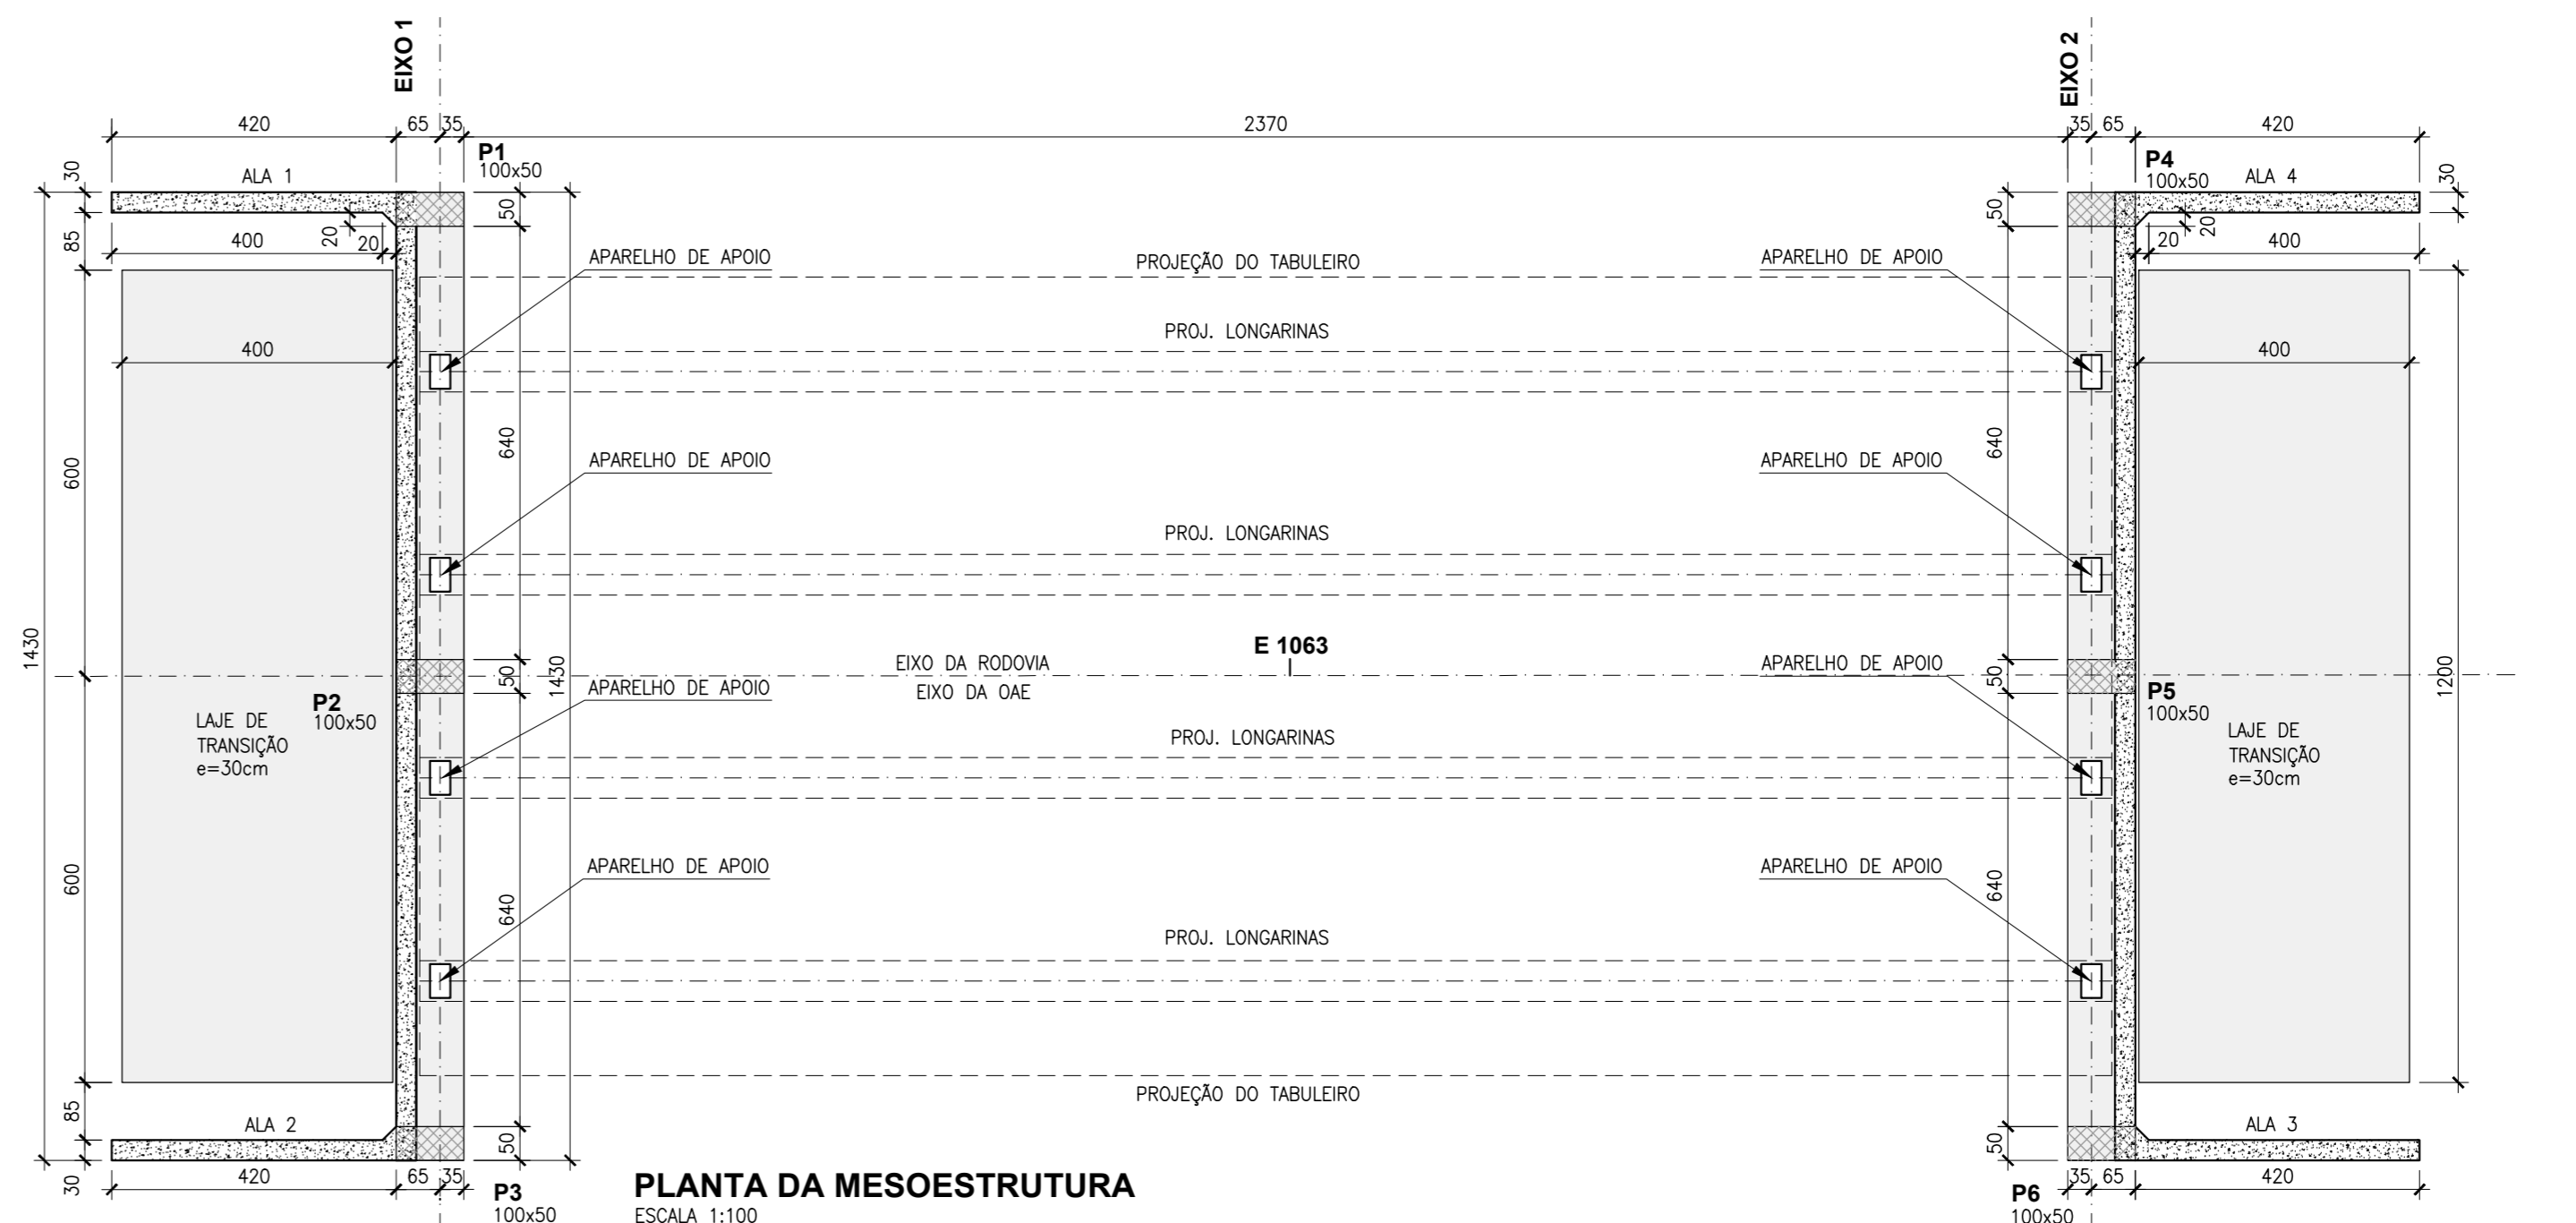 EIXO 1
EIXO 2
420
65
35
2370
35
65
420
P1
100x50
P4
100x50
30
ALA 1
ALA 4
30
50
50
85
400
20
20
20
20
400
APARELHO DE APOIO
PROJEÇÃO DO TABULEIRO
APARELHO DE APOIO
PROJ. LONGARINAS
400
400
600
640
640
APARELHO DE APOIO
APARELHO DE APOIO
PROJ. LONGARINAS
1430
E 1063
EIXO DA RODOVIA
APARELHO DE APOIO
50
1430
50
1200
APARELHO DE APOIO
EIXO DA OAE
P2
100x50
P5
100x50
LAJE DE
TRANSIÇÃO
e=30cm
LAJE DE
TRANSIÇÃO
e=30cm
PROJ. LONGARINAS
600
640
640
APARELHO DE APOIO
APARELHO DE APOIO
PROJ. LONGARINAS
PROJEÇÃO DO TABULEIRO
85
ALA 2
ALA 3
50
50
30
420
65
35
35
65
420
P3
100x50
PLANTA DA MESOESTRUTURA
ESCALA 1:100
P6
100x50